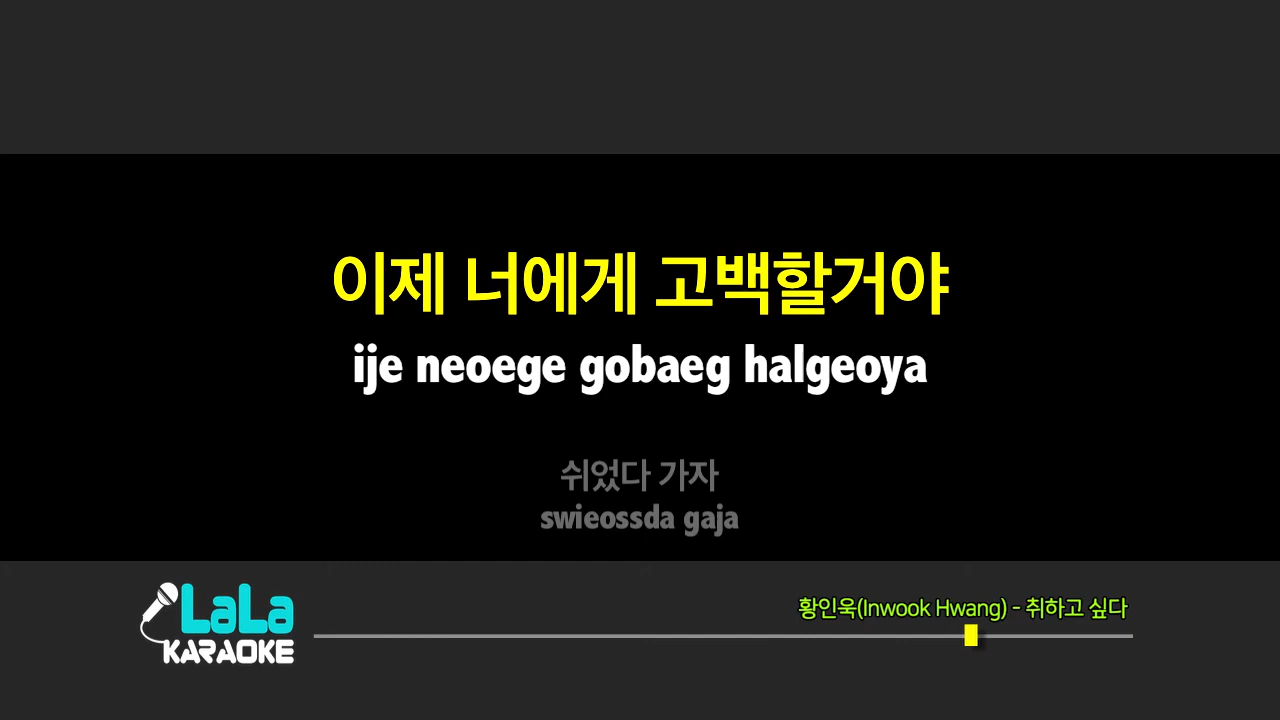 이제 너에게 고백할거야
ije neoege gobaeg halgeoya
쉬었다 가자
swieossda gaja
LaLa
KARAOKE
황인욱(Inwook Hwang) - 취하고 싶다